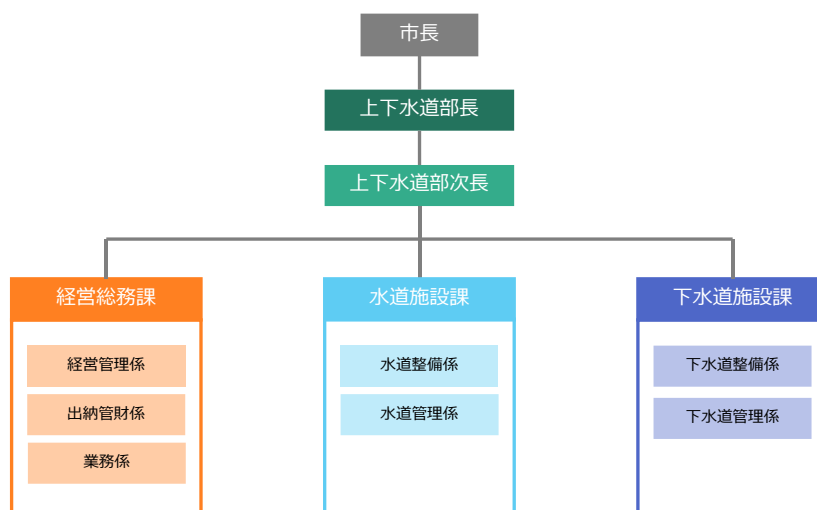 市長
上下水道部長
上下水道部次長
経営総務課
経営管理係
出納管財係
業務係
水道施設課
水道整備係
水道管理係
下水道施設課
下水道整備係
下水道管理係